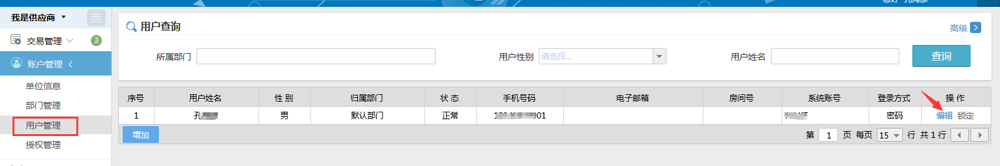 我是供应商
交易管理 3
账户管理
单位信息
部门管理
用户管理
授权管理
用户查询
高级
所属部门 用户性别 请选择... 用户姓名 查询
序号 用户姓名 性 别 归属部门 状 态 手机号码 电子邮箱 房间号 系统账号 登录方式 操 作
1 孔 男 默认部门 正常 901 密码 编辑 锁定
增加 第 1 页 每页 15 行 共 1 行